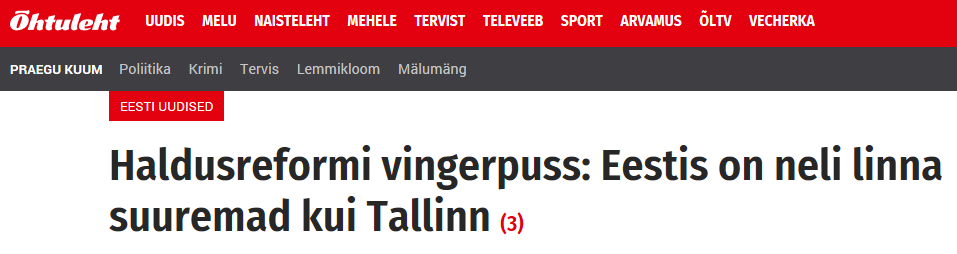 Õhtuleht UUDIS MELU NAISTELEHT MEHELE TERVIST TELEVEEB SPORT ARVAMUS ÕLTV VECHERKA
PRAEGU KUUM Poliitika Krimi Tervis Lemmikloom Mälumäng
EESTI UUDISED
Haldusreformi vingerpuss: Eestis on neli linna
suuremad kui Tallinn (3)